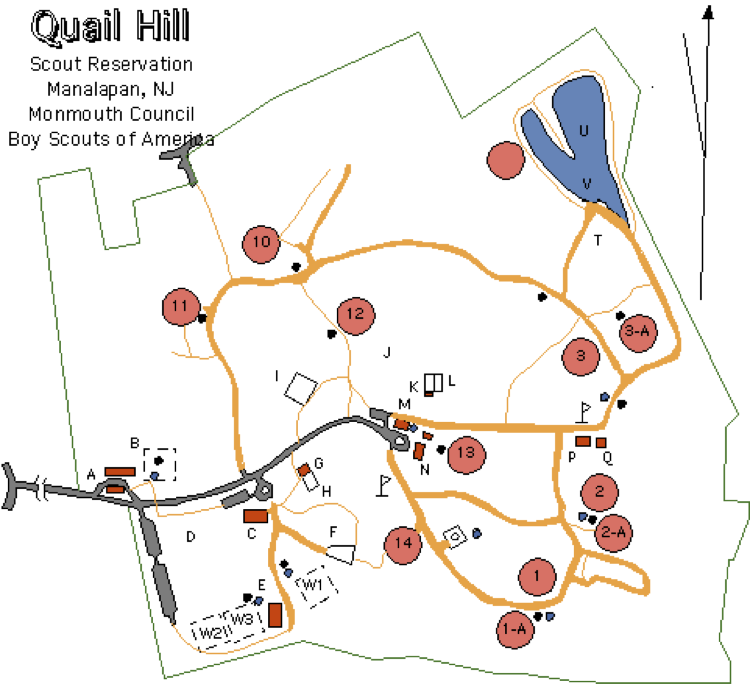 Quail Hill
Scout Reservation
Manalapan, NJ
Monmouth Council
Boy Scouts of America
U
V
10
T
11
12
3-A
J
3
I
K
L
M
B
13
A
G
N
P
Q
H
2
C
F
2-A
D
14
E
W1
1
W2
W3
1-A